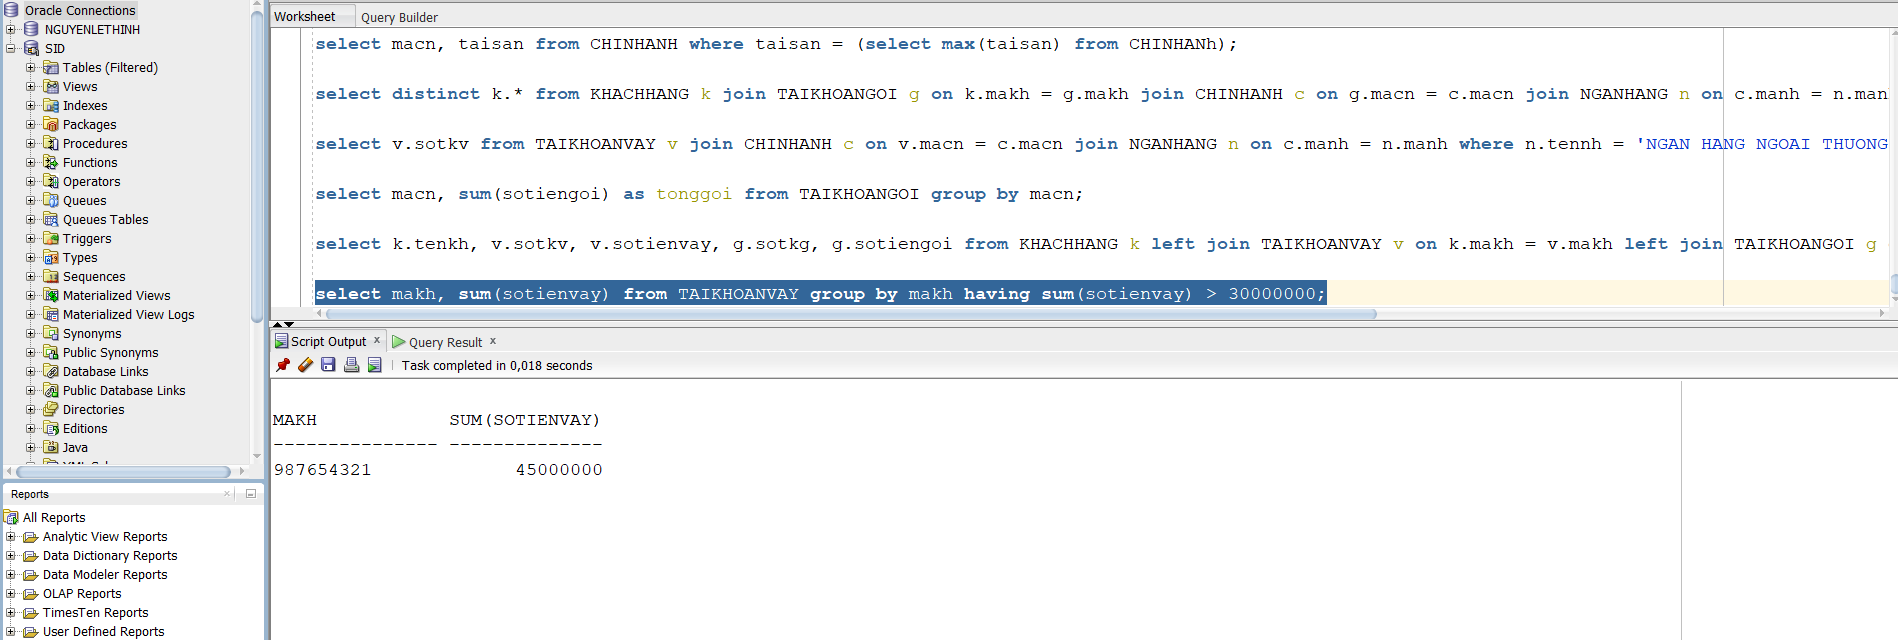 Oracle Connections
NGUYENLETHINH
SID
Tables (Filtered)
Views
Indexes
Packages
Procedures
Functions
Operators
Queues
Queues Tables
Triggers
Types
Sequences
Materialized Views
Materialized View Logs
Synonyms
Public Synonyms
Database Links
Public Database Links
Directories
Editions
Java
Reports
All Reports
Analytic View Reports
Data Dictionary Reports
Data Modeler Reports
OLAP Reports
TimesTen Reports
User Defined Reports
Worksheet Query Builder
select macn, taisan from CHINHANH where taisan = (select max(taisan) from CHINHANh);
select distinct k.* from KHACHHANG k join TAIKHOANGOI g on k.makh = g.makh join CHINHANH c on g.macn = c.macn join NGANHANG n on c.manh = n.man
select v.sotkv from TAIKHOANVAY v join CHINHANH c on v.macn = c.macn join NGANHANG n on c.manh = n.manh where n.tennh = 'NGAN HANG NGOAI THUONG
select macn, sum(sotiengoi) as tonggoi from TAIKHOANGOI group by macn;
select k.tenkh, v.sotkv, v.sotienvay, g.sotkg, g.sotiengoi from KHACHHANG k left join TAIKHOANVAY v on k.makh = v.makh left join TAIKHOANGOI g
select makh, sum(sotienvay) from TAIKHOANVAY group by makh having sum(sotienvay) > 30000000;
Script Output x Query Result x
Task completed in 0,018 seconds
MAKH SUM(SOTIENVAY)
--------------- --------------
987654321 45000000